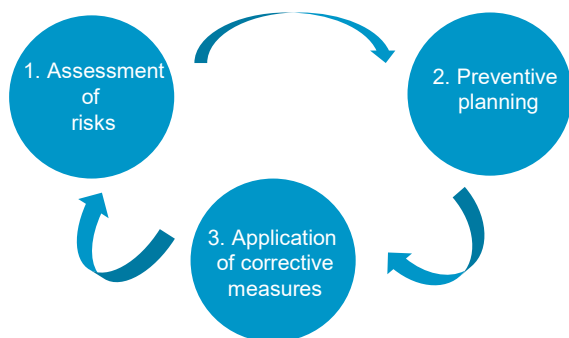 1. Assessment
of
risks
2. Preventive
planning
3. Application
of corrective
measures